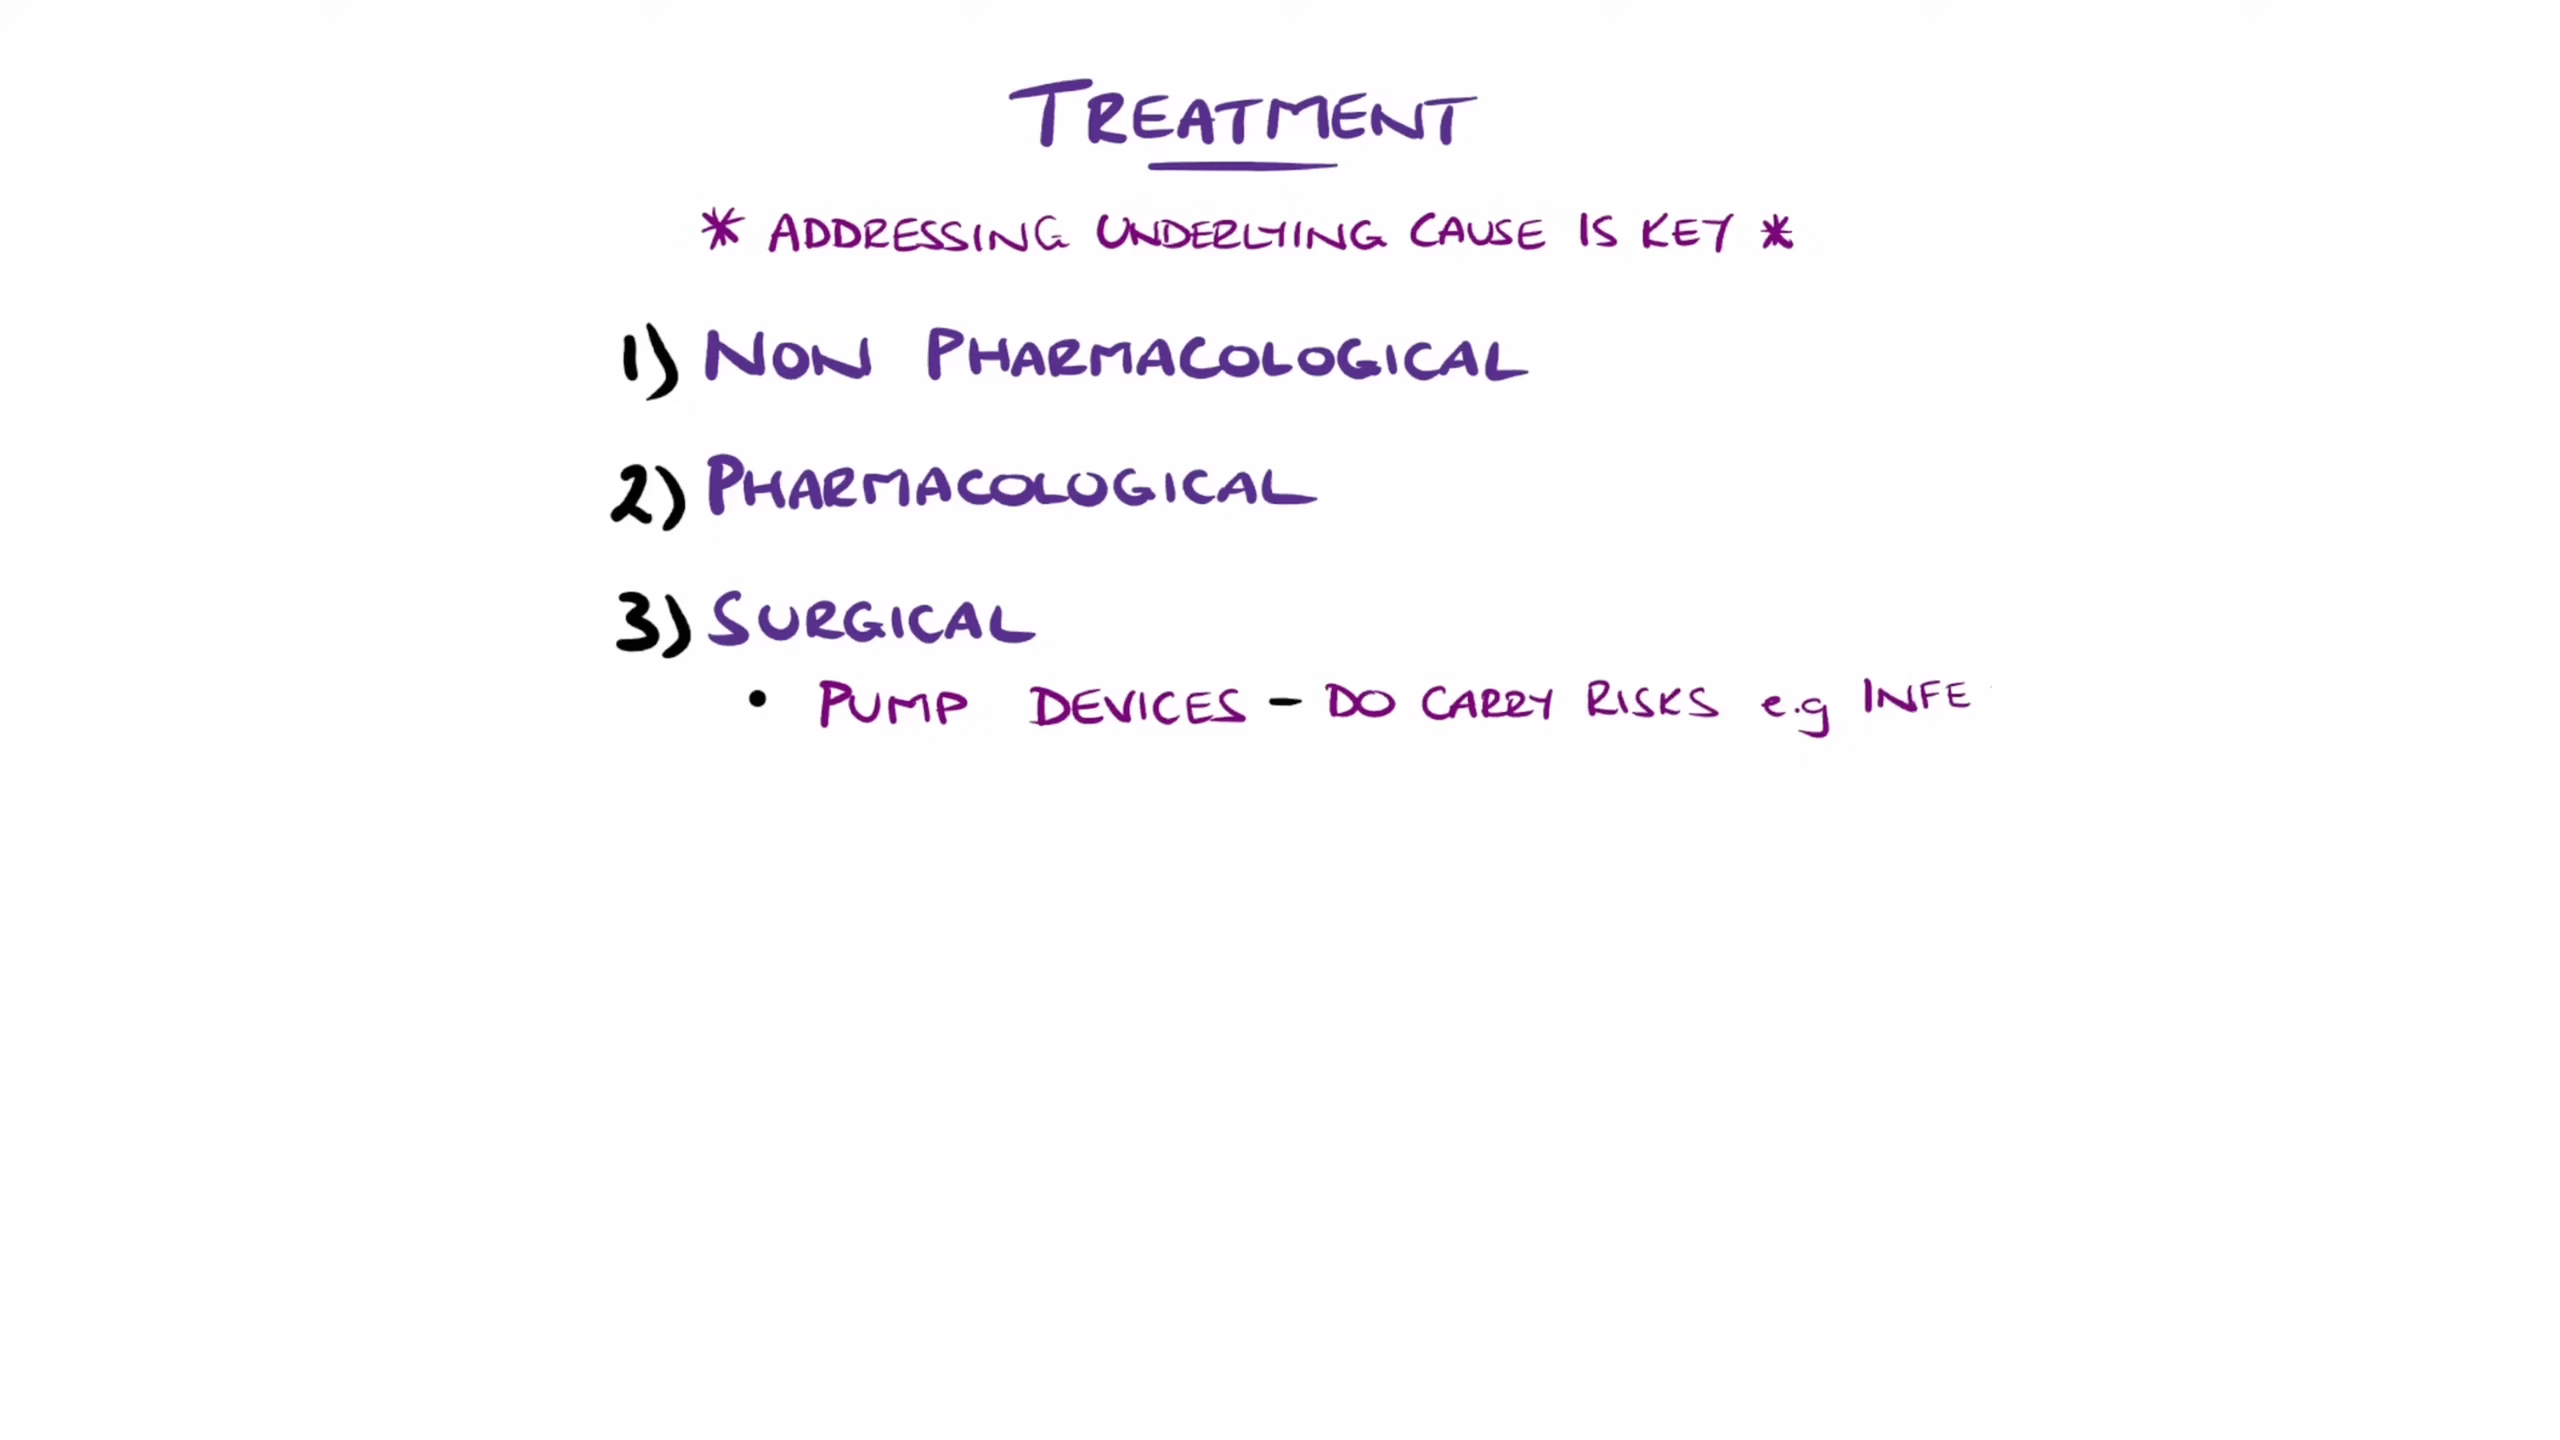 TREATMENT
* ADDRESSING UNDERLYING CAUSE IS KEY *
1) NON PHARMACOLOGICAL
2) PHARMACOLOGICAL
3) SURGICAL
• PUMP DEVICES - DO CARRY RISKS e.g INFE